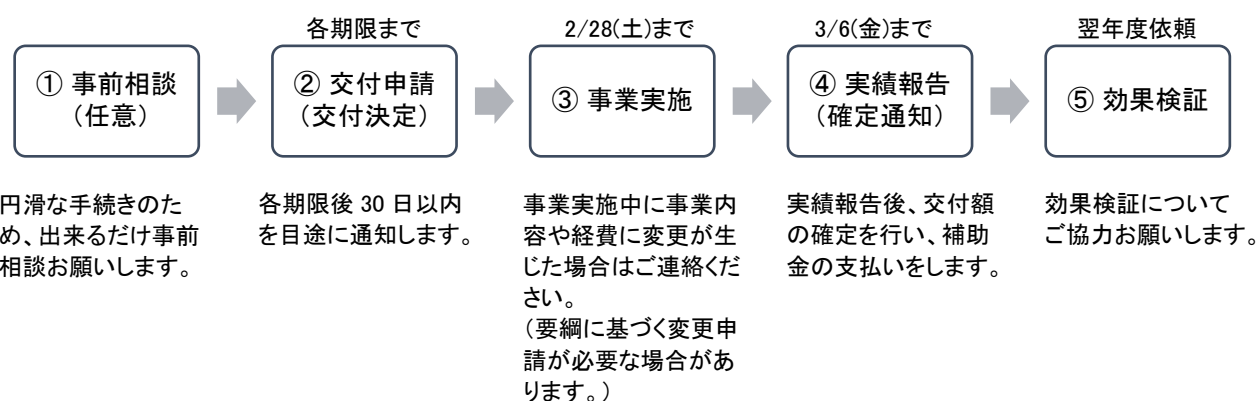 ① 事前相談
（任意）
円滑な手続きのた
め、出来るだけ事前
相談お願いします。
各期限まで
② 交付申請
（交付決定）
各期限後 30 日以内
を目途に通知します。
2/28(土)まで
③ 事業実施
事業実施中に事業内
容や経費に変更が生
じた場合はご連絡くだ
さい。
（要綱に基づく変更申
請が必要な場合があ
ります。）
3/6(金)まで
④ 実績報告
（確定通知）
実績報告後、交付額
の確定を行い、補助
金の支払いをします。
翌年度依頼
⑤ 効果検証
効果検証について
ご協力お願いします。